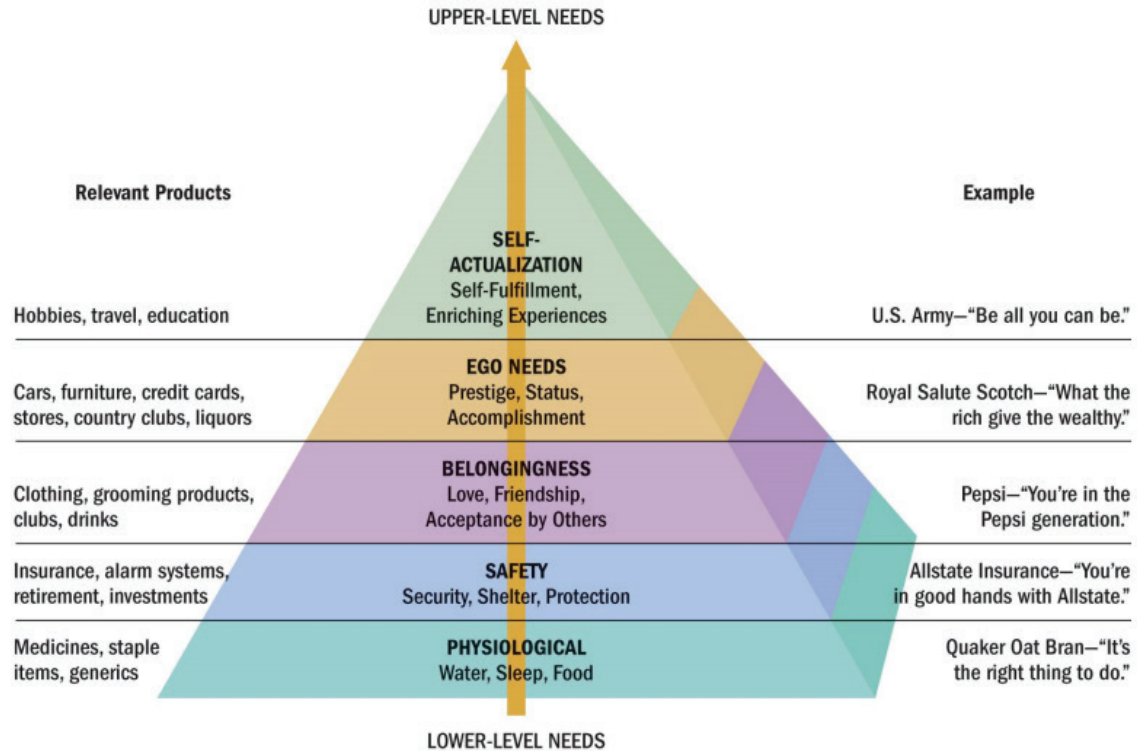 UPPER-LEVEL NEEDS
Relevant Products
Example
SELF-
ACTUALIZATION
Self-Fulfillment,
Enriching Experiences
Hobbies, travel, education
U.S. Army—“Be all you can be.”
EGO NEEDS
Prestige, Status,
Accomplishment
Cars, furniture, credit cards,
stores, country clubs, liquors
Royal Salute Scotch—“What the
rich give the wealthy.”
BELONGINGNESS
Love, Friendship,
Acceptance by Others
Clothing, grooming products,
clubs, drinks
Pepsi—“You’re in the
Pepsi generation.”
SAFETY
Security, Shelter, Protection
Insurance, alarm systems,
retirement, investments
Allstate Insurance—“You’re
in good hands with Allstate.”
PHYSIOLOGICAL
Water, Sleep, Food
Medicines, staple
items, generics
Quaker Oat Bran—“It’s
the right thing to do.”
LOWER-LEVEL NEEDS